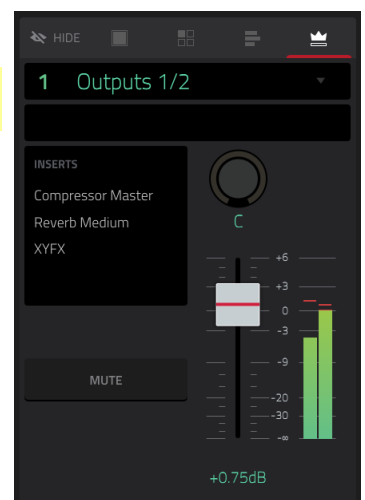 HIDE
1 Outputs 1/2
INSERTS
Compressor Master
Reverb Medium
XYFX
C
+6
+3
0
-3
-9
-20
-30
-∞
MUTE
+0.75dB